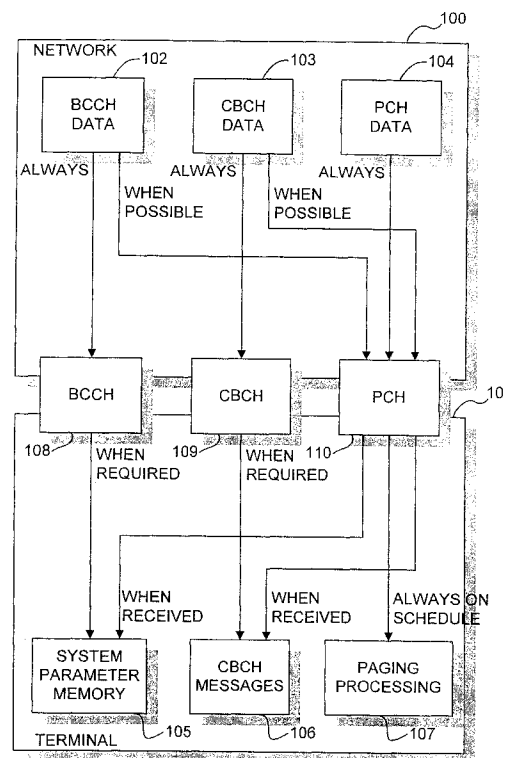 100
NETWORK
102
103
104
BCCH
DATA
CBCH
DATA
PCH
DATA
ALWAYS
WHEN
POSSIBLE
ALWAYS
WHEN
POSSIBLE
ALWAYS
BCCH
CBCH
PCH
10
108
WHEN
REQUIRED
109
WHEN
REQUIRED
110
WHEN
RECEIVED
WHEN
RECEIVED
ALWAYS ON
SCHEDULE
SYSTEM
PARAMETER
MEMORY
CBCH
MESSAGES
PAGING
PROCESSING
TERMINAL
105
106
107